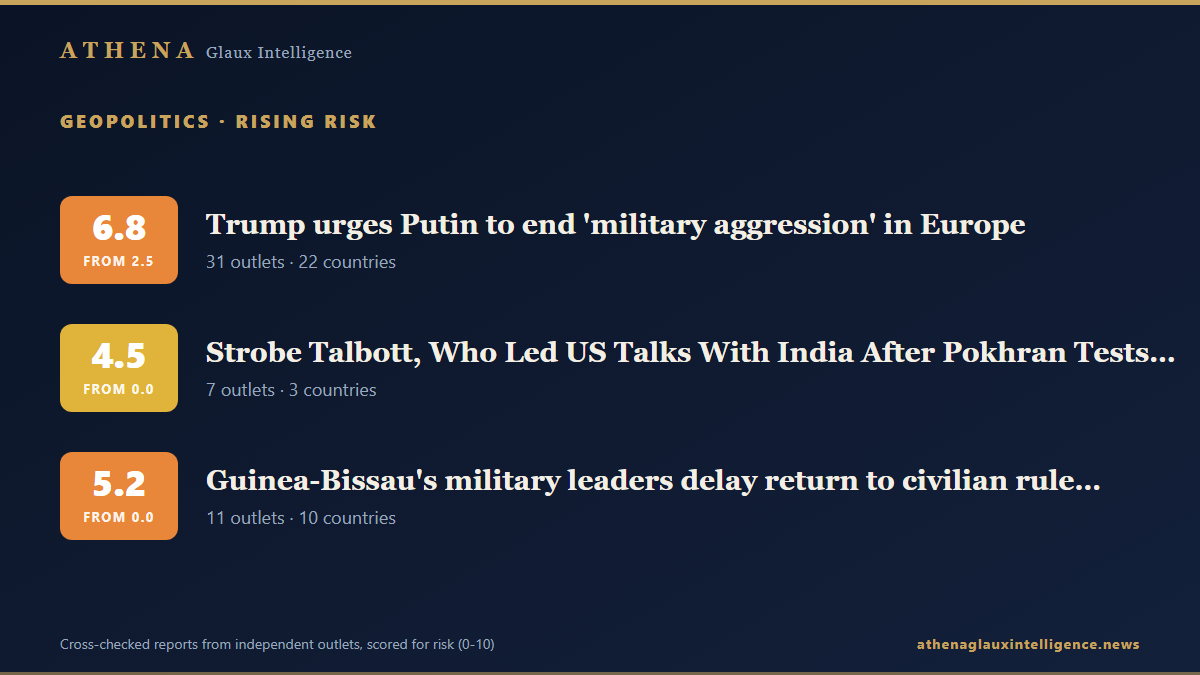 ATHENA Glaux Intelligence
GEOPOLITICS · RISING RISK
6.8
FROM 2.5
Trump urges Putin to end 'military aggression' in Europe
31 outlets · 22 countries
4.5
FROM 0.0
Strobe Talbott, Who Led US Talks With India After Pokhran Tests...
7 outlets · 3 countries
5.2
FROM 0.0
Guinea-Bissau's military leaders delay return to civilian rule...
11 outlets · 10 countries
Cross-checked reports from independent outlets, scored for risk (0-10)
athenaglauxintelligence.news